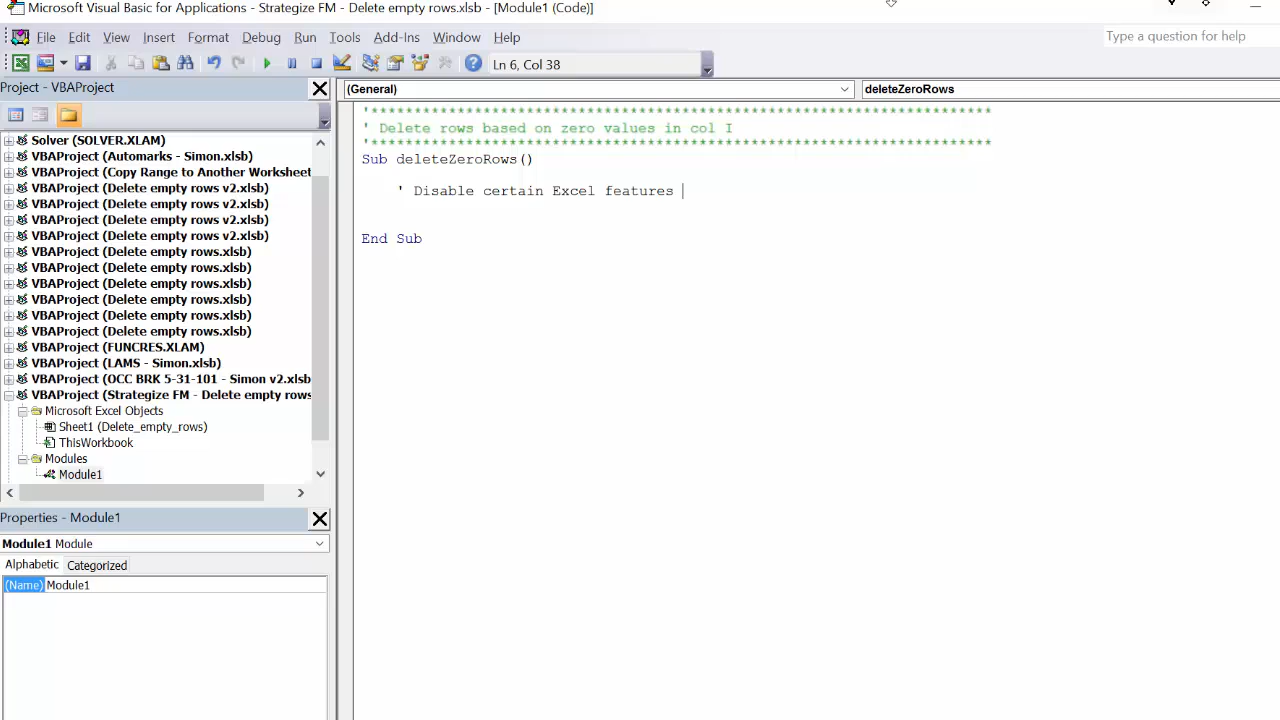 Microsoft Visual Basic for Applications - Strategize FM - Delete empty rows.xlsb - [Module1 (Code)]
File Edit View Insert Format Debug Run Tools Add-Ins Window Help
Type a question for help
Ln 6, Col 38
Project - VBAProject
(General)
deleteZeroRows
Solver (SOLVER.XLAM)
VBAProject (Automarks - Simon.xlsb)
VBAProject (Copy Range to Another Worksheet
VBAProject (Delete empty rows v2.xlsb)
VBAProject (Delete empty rows v2.xlsb)
VBAProject (Delete empty rows v2.xlsb)
VBAProject (Delete empty rows v2.xlsb)
VBAProject (Delete empty rows.xlsb)
VBAProject (Delete empty rows.xlsb)
VBAProject (Delete empty rows.xlsb)
VBAProject (Delete empty rows.xlsb)
VBAProject (Delete empty rows.xlsb)
VBAProject (Delete empty rows.xlsb)
VBAProject (FUNCRES.XLAM)
VBAProject (LAMS - Simon.xlsb)
VBAProject (OCC BRK 5-31-101 - Simon v2.xlsb
VBAProject (Strategize FM - Delete empty rows
Microsoft Excel Objects
Sheet1 (Delete_empty_rows)
ThisWorkbook
Modules
Module1
Properties - Module1
Module1 Module
Alphabetic Categorized
(Name) Module1
'************************************************************************
' Delete rows based on zero values in col I
'************************************************************************
Sub deleteZeroRows()
' Disable certain Excel features
End Sub